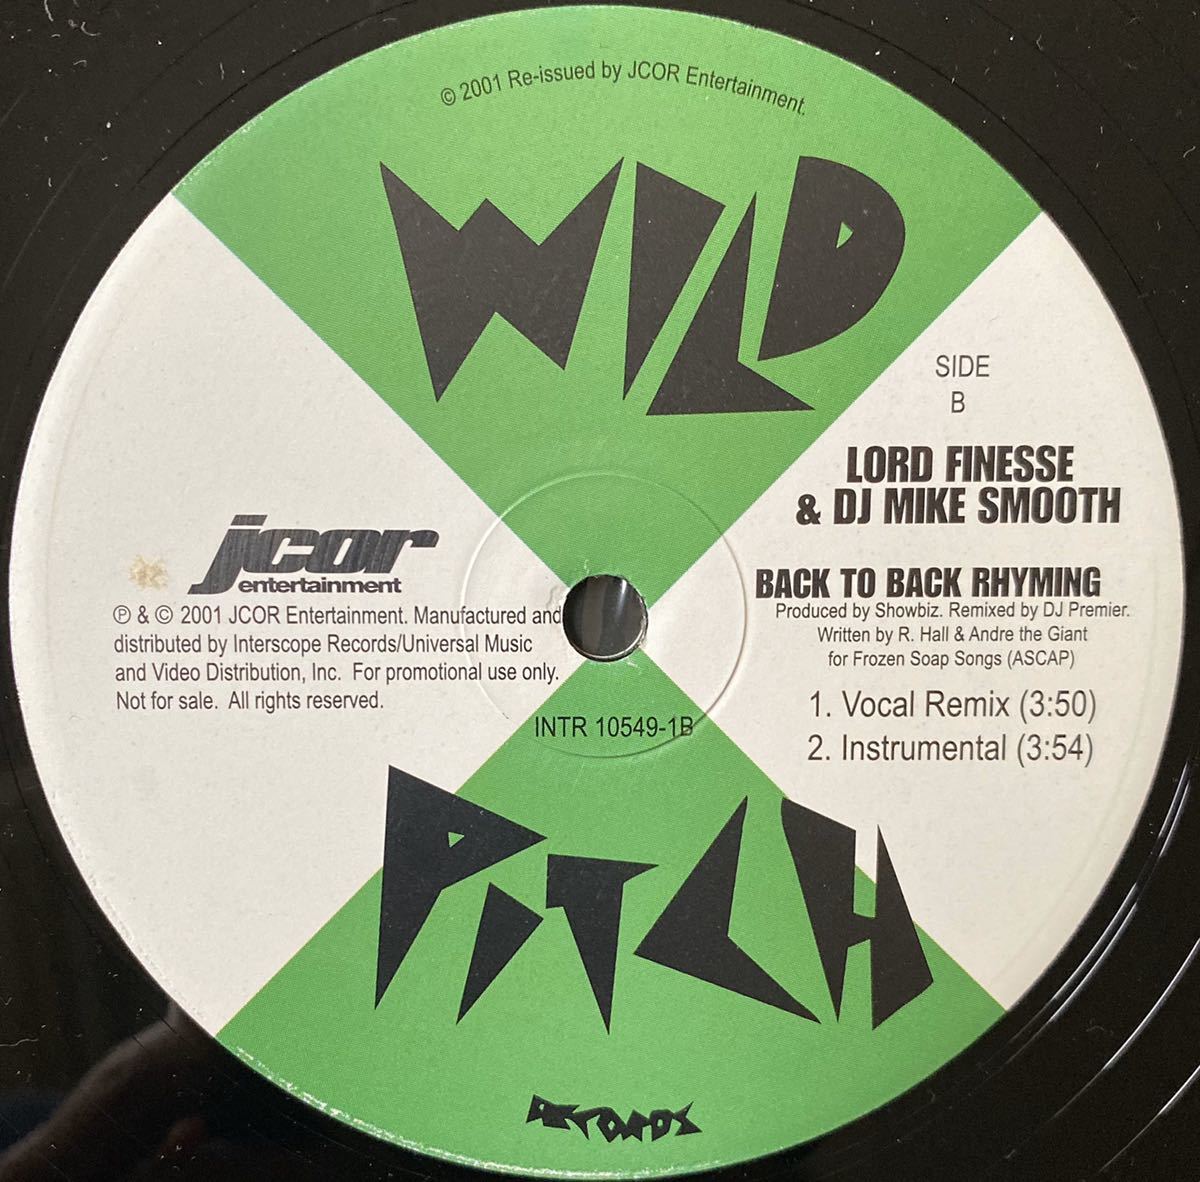 © 2001 Re-issued by JCOR Entertainment.
WILD
SIDE
B
LORD FINESSE
& DJ MIKE SMOOTH
BACK TO BACK RHYMING
Produced by Showbiz. Remixed by DJ Premier.
Written by R. Hall & Andre the Giant
for Frozen Soap Songs (ASCAP)
1. Vocal Remix (3:50)
2. Instrumental (3:54)
jcor
entertainment
℗ & © 2001 JCOR Entertainment. Manufactured and
distributed by Interscope Records/Universal Music
and Video Distribution, Inc. For promotional use only.
Not for sale. All rights reserved.
INTR 10549-1B
PITCH
RECORDS